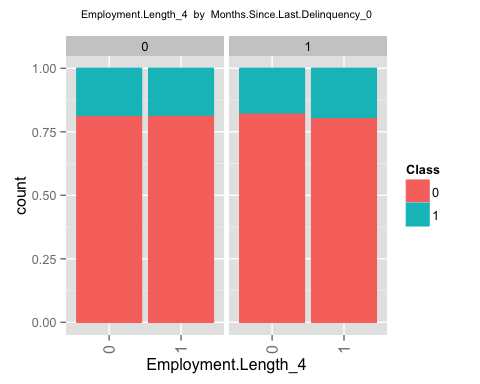 Employment.Length_4 by Months.Since.Last.Delinquency_0
0 1
1.00
0.75
0.50
0.25
0.00
count
0 1 0 1
Employment.Length_4
Class
0
1